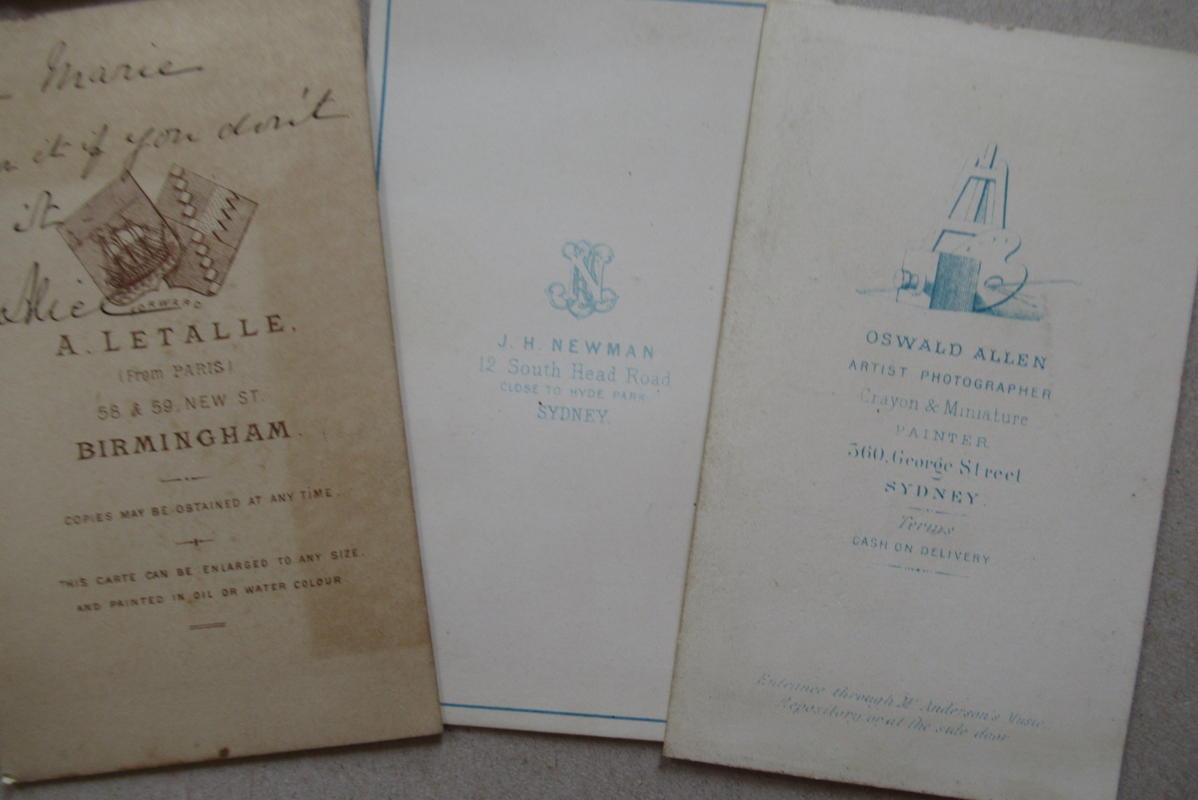 Marie
it if you don't
it
Alice
FORWARD
A. LETALLE.
(From PARIS)
58 & 59, NEW ST.
BIRMINGHAM.
COPIES MAY BE OBTAINED AT ANY TIME.
THIS CARTE CAN BE ENLARGED TO ANY SIZE.
AND PAINTED IN OIL OR WATER COLOUR
J. H. NEWMAN
12 South Head Road
CLOSE TO HYDE PARK
SYDNEY.
OSWALD ALLEN
ARTIST PHOTOGRAPHER
Crayon & Miniature
PAINTER
360, George Street
SYDNEY.
Terms
CASH ON DELIVERY
Entrance through Mr Anderson's Music
Repository or at the side door